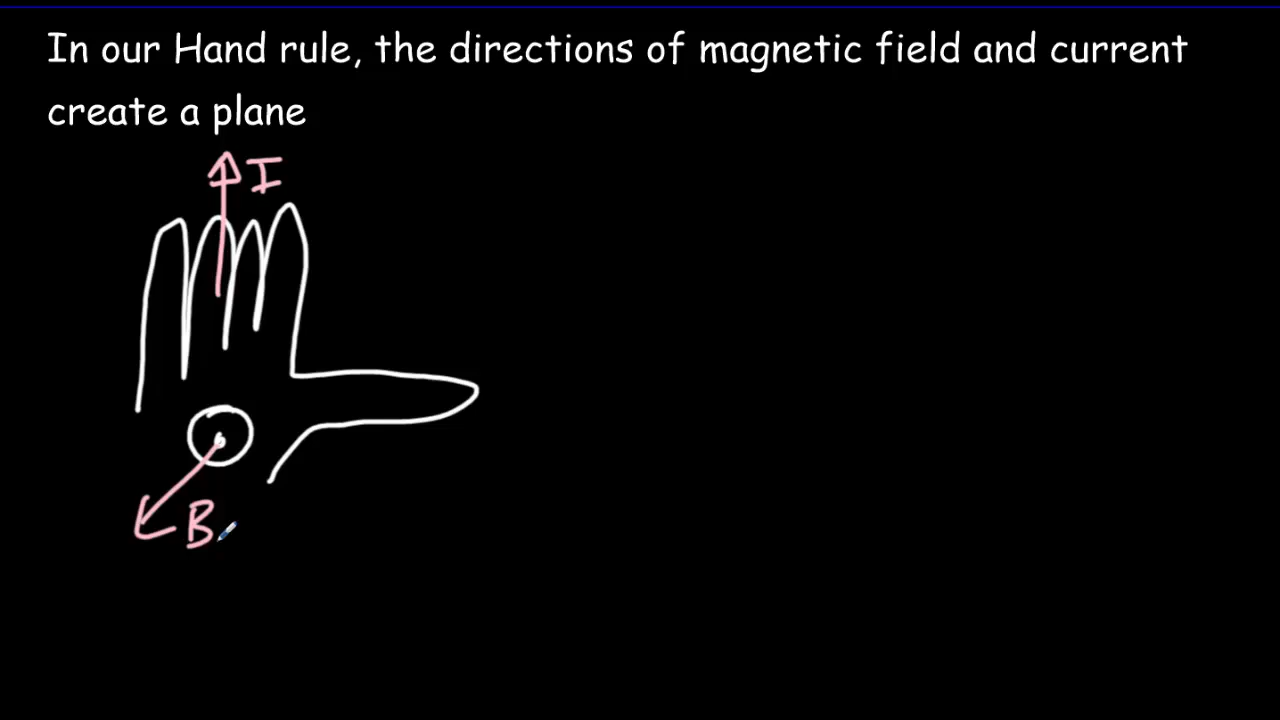 In our Hand rule, the directions of magnetic field and current
create a plane
I
B